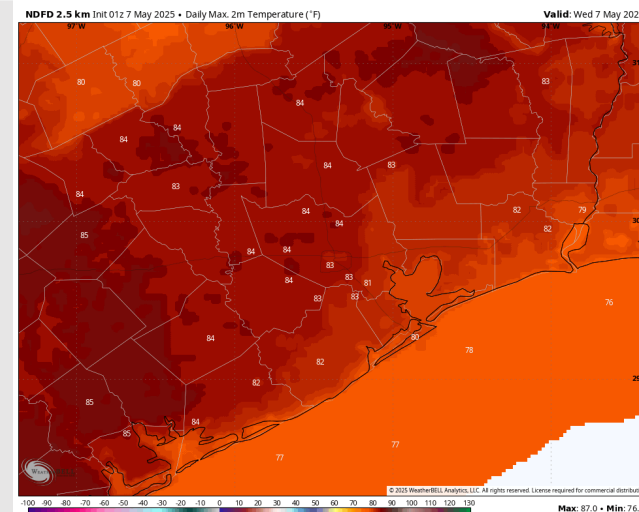 NDFD 2.5 km Init 01z 7 May 2025 • Daily Max. 2m Temperature (°F)
Valid: Wed 7 May 202
97°W 96°W 95°W 94°W
31
80 80 83
84
84 84
84 83
83
84
84 82 79
84 30
85 82
84 84
83
84 83 81
83 83
76
84 80
78
82
29
82
85
84
85
77
77
© 2025 WeatherBELL Analytics, LLC. All rights reserved. License required for commercial distributi
-100 -90 -80 -70 -60 -50 -40 -30 -20 -10 0 10 20 30 40 50 60 70 80 90 100 110 120 130
Max: 87.0 • Min: 76.